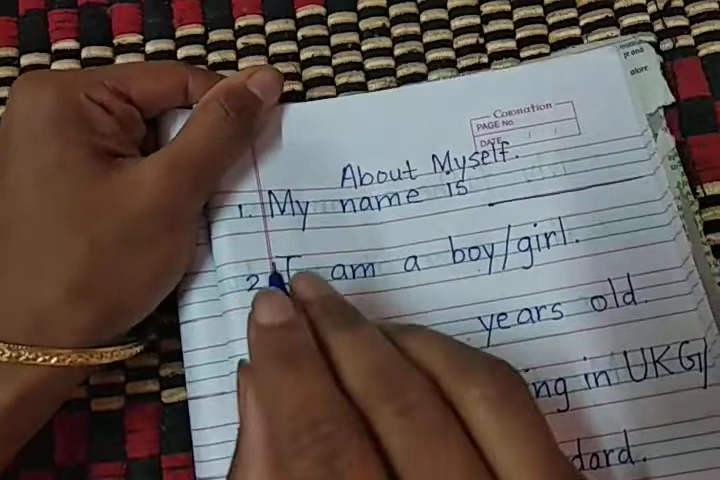 Coronation
PAGE No.
DATE
About Myself.
1. My name is
2. I am a boy/girl.
years old.
ing in UKG/
dard.